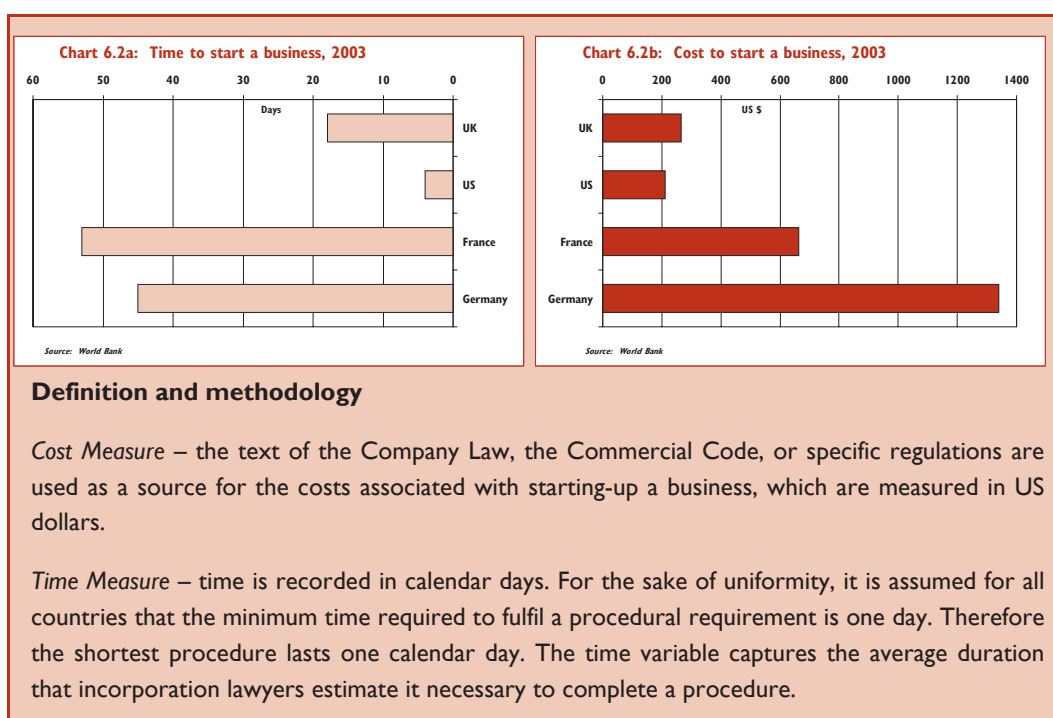 Chart 6.2a: Time to start a business, 2003
60 50 40 30 20 10 0
Days
UK
US
France
Germany
Source: World Bank
Chart 6.2b: Cost to start a business, 2003
0 200 400 600 800 1000 1200 1400
US $
UK
US
France
Germany
Source: World Bank
Definition and methodology
Cost Measure – the text of the Company Law, the Commercial Code, or specific regulations are
used as a source for the costs associated with starting-up a business, which are measured in US
dollars.
Time Measure – time is recorded in calendar days. For the sake of uniformity, it is assumed for all
countries that the minimum time required to fulfil a procedural requirement is one day. Therefore
the shortest procedure lasts one calendar day. The time variable captures the average duration
that incorporation lawyers estimate it necessary to complete a procedure.